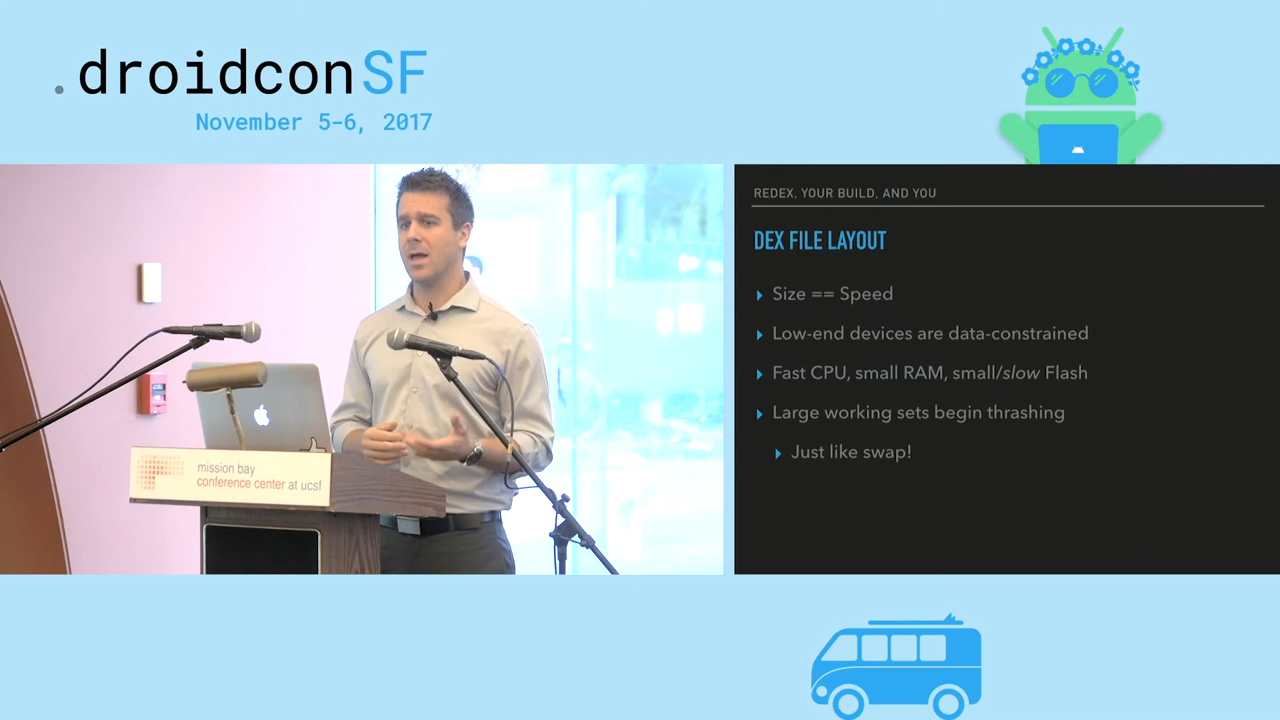 .droidconSF
November 5-6, 2017
REDEX, YOUR BUILD, AND YOU
DEX FILE LAYOUT
Size == Speed
Low-end devices are data-constrained
Fast CPU, small RAM, small/slow Flash
Large working sets begin thrashing
Just like swap!
mission bay
conference center at ucsf